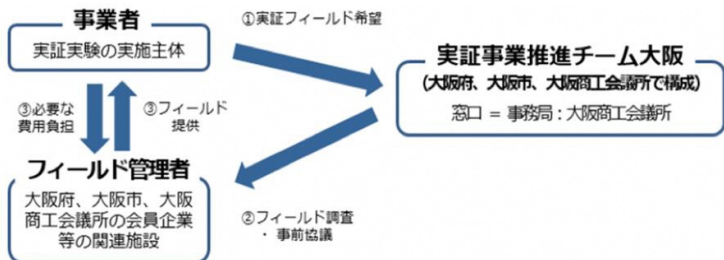 事業者
実証実験の実施主体
①実証フィールド希望
実証事業推進チーム大阪
(大阪府、大阪市、大阪商工会議所で構成)
窓口 = 事務局:大阪商工会議所
③必要な
費用負担
③フィールド
提供
フィールド管理者
大阪府、大阪市、大阪
商工会議所の会員企業
等の関連施設
②フィールド調査
・事前協議